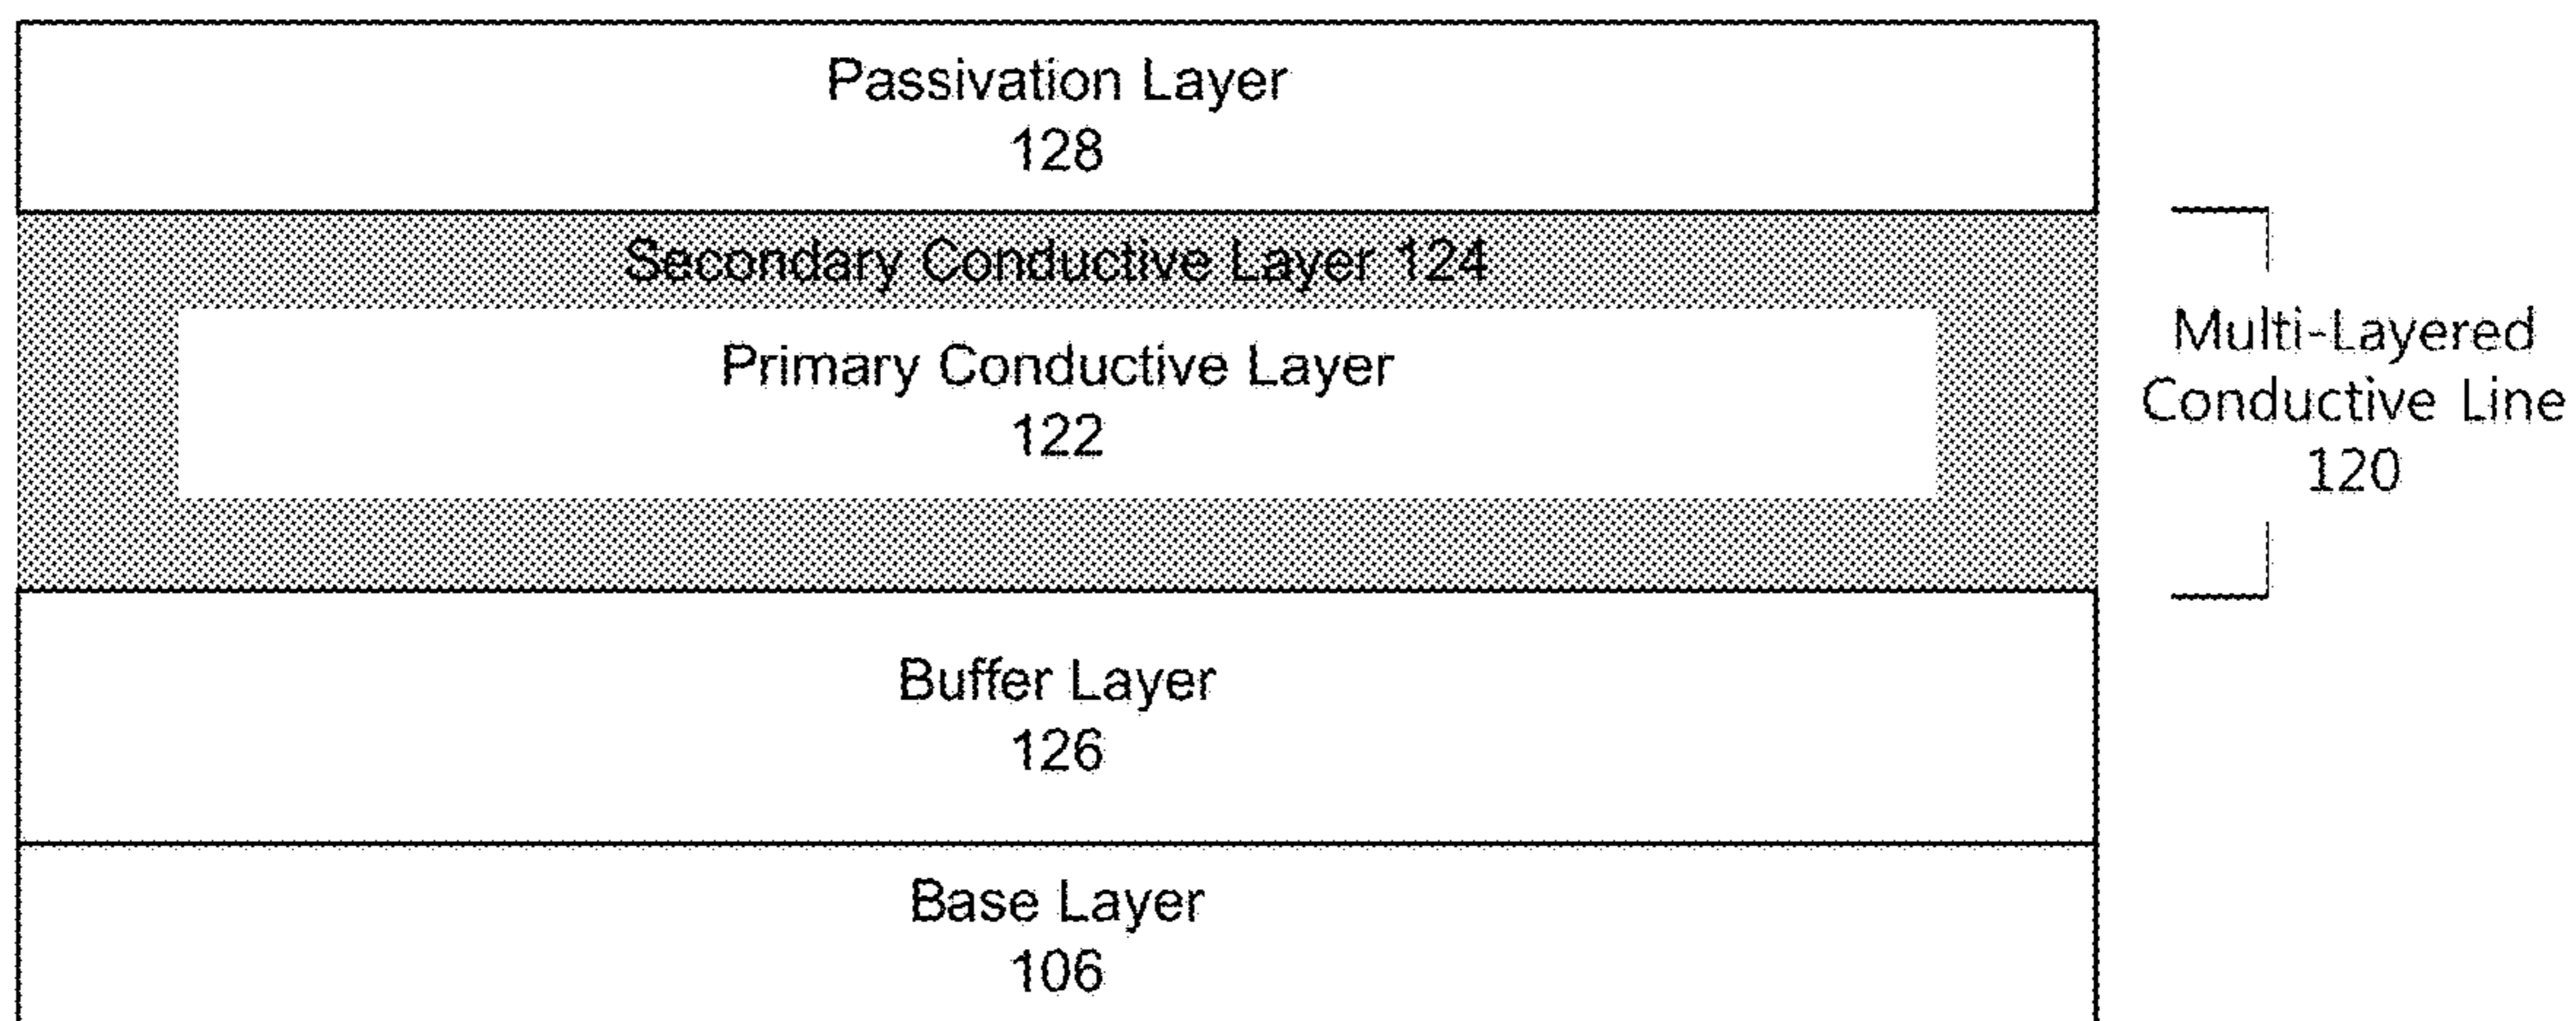 Passivation Layer
128
Secondary Conductive Layer 124
Primary Conductive Layer
122
Multi-Layered
Conductive Line
120
Buffer Layer
126
Base Layer
106